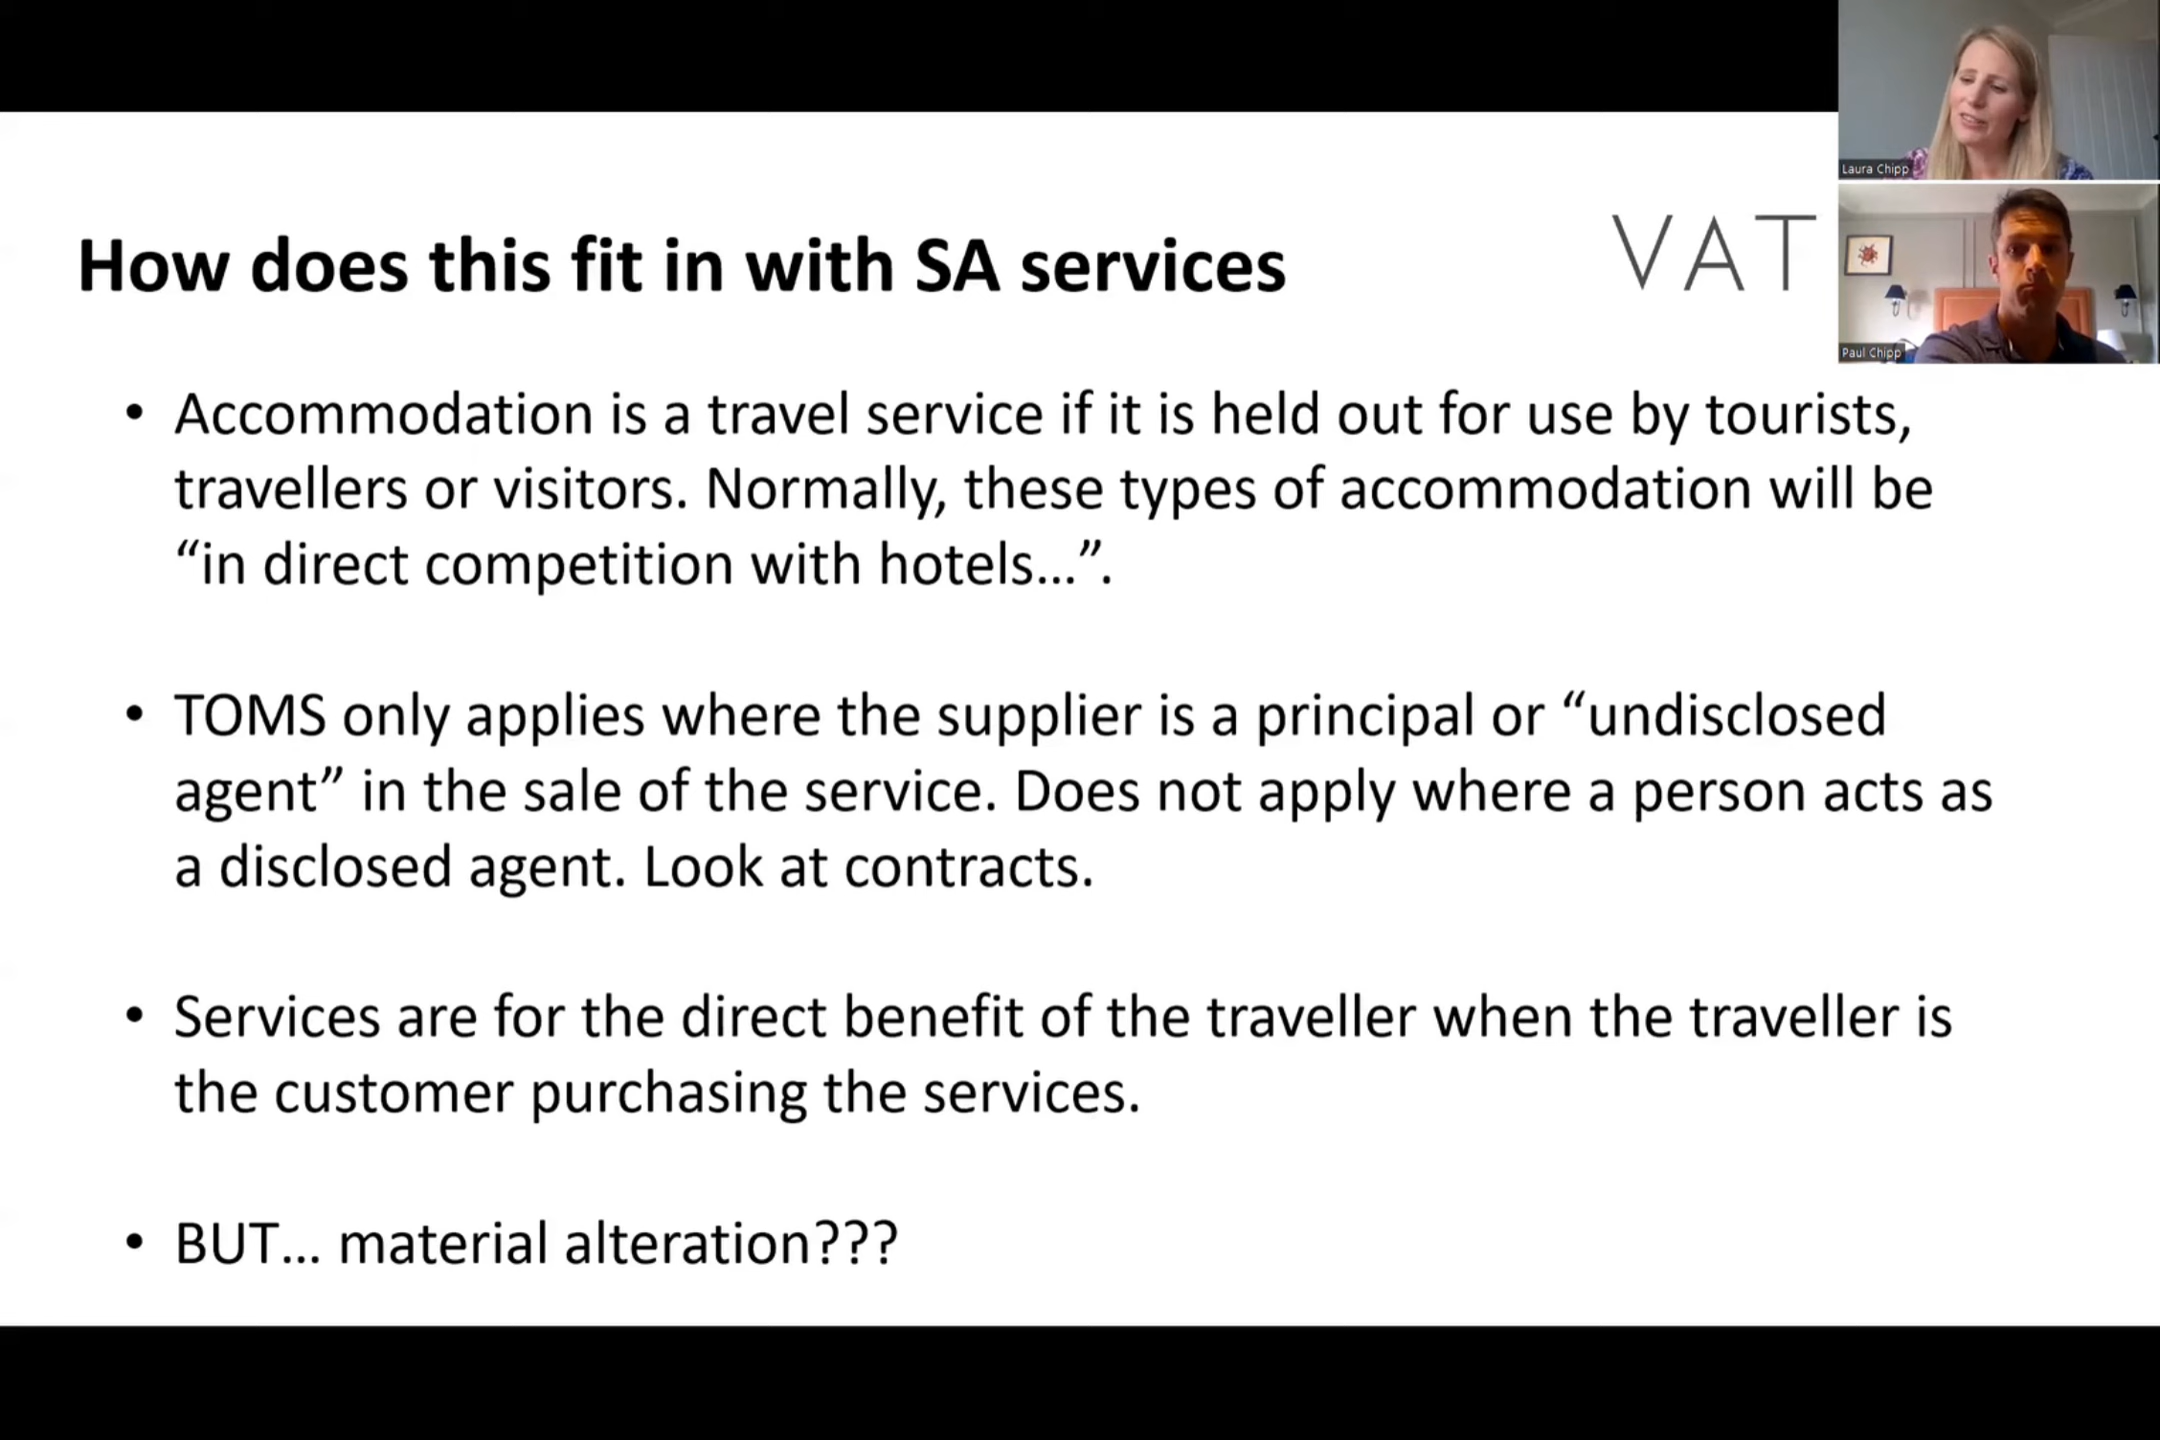 Laura Chipp
How does this fit in with SA services
VAT
Paul Chipp
• Accommodation is a travel service if it is held out for use by tourists,
travellers or visitors. Normally, these types of accommodation will be
“in direct competition with hotels...”.
• TOMS only applies where the supplier is a principal or “undisclosed
agent” in the sale of the service. Does not apply where a person acts as
a disclosed agent. Look at contracts.
• Services are for the direct benefit of the traveller when the traveller is
the customer purchasing the services.
• BUT... material alteration???